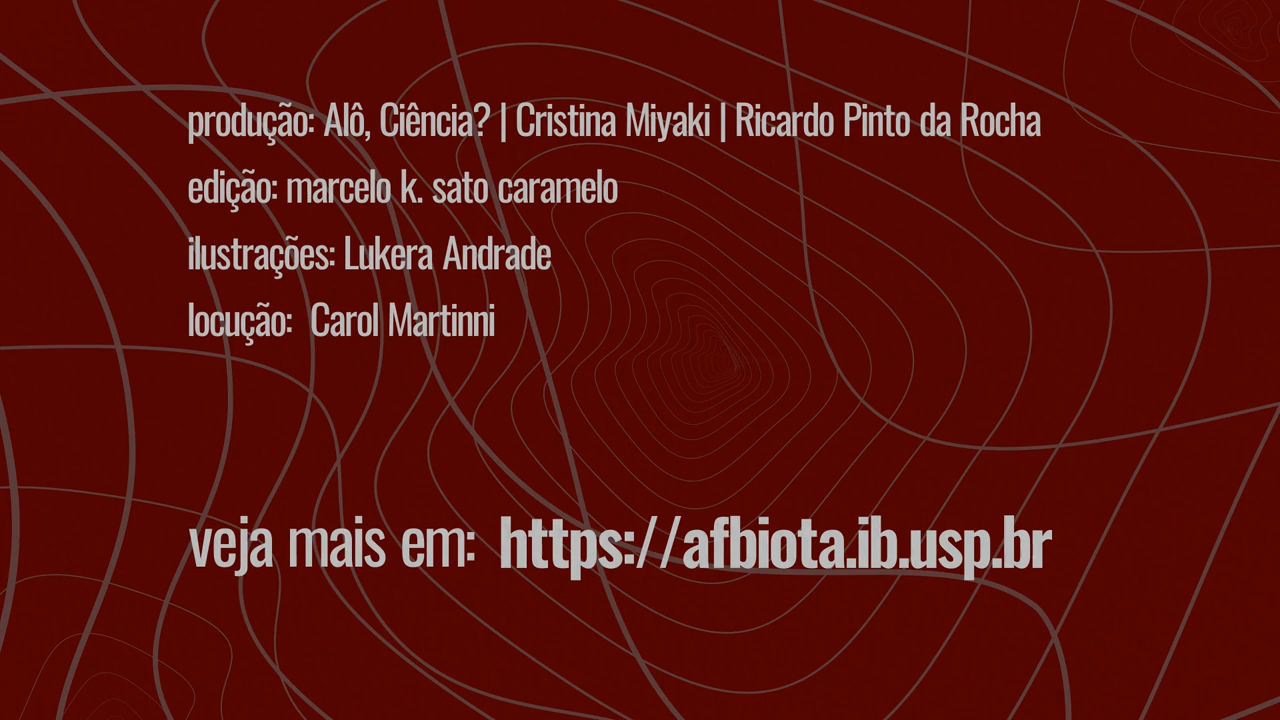 produção: Alô, Ciência? | Cristina Miyaki | Ricardo Pinto da Rocha
edição: marcelo k. sato caramelo
ilustrações: Lukera Andrade
locução: Carol Martinni
veja mais em: https://afbiota.ib.usp.br